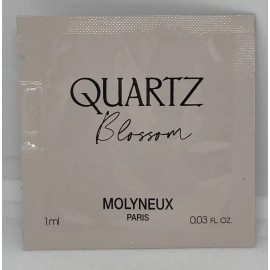 QUARTZ
Blossom
MOLYNEUX
PARIS
1ml 0.03 FL. OZ.